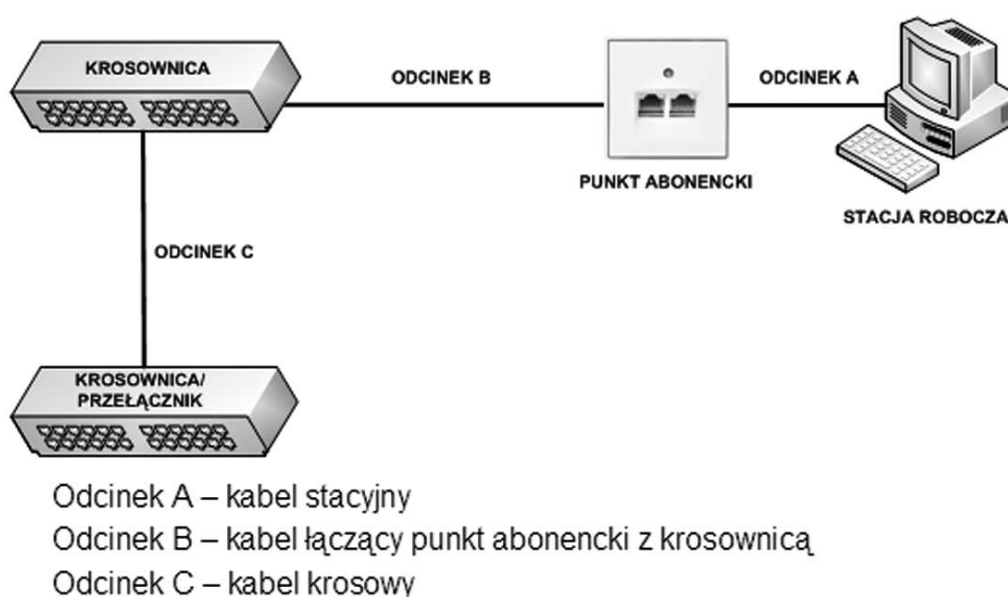 KROSOWNICA
ODCINEK B
ODCINEK A
PUNKT ABONENCKI
STACJA ROBOCZA
ODCINEK C
KROSOWNICA/
PRZEŁĄCZNIK
Odcinek A – kabel stacyjny
Odcinek B – kabel łączący punkt abonencki z krosownicą
Odcinek C – kabel krosowy